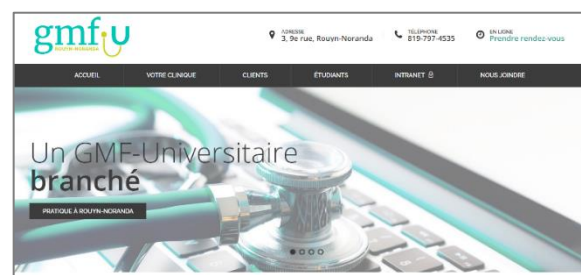 gmf-U
ROUYN-NORANDA
ADRESSE
3, 9e rue, Rouyn-Noranda
TÉLÉPHONE
819-797-4535
EN LIGNE
Prendre rendez-vous
ACCUEIL
VOTRE CLINIQUE
CLIENTS
ÉTUDIANTS
INTRANET
NOUS JOINDRE
Un GMF-Universitaire
branché
PRATIQUE À ROUYN-NORANDA